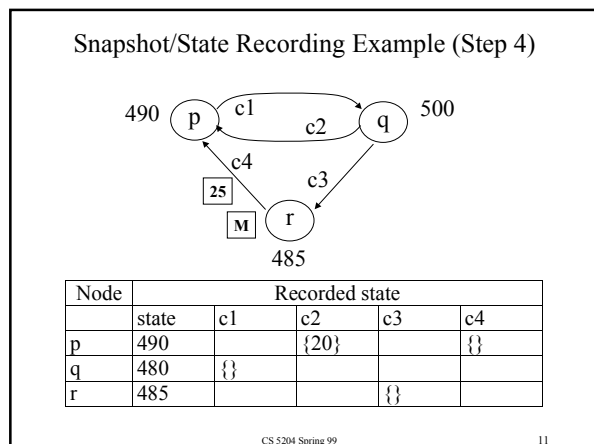 Snapshot/State Recording Example (Step 4)
490 p c1 c2 q 500
c4 c3
25
M r
485
Node Recorded state
state c1 c2 c3 c4
p 490 {20} {}
q 480 {}
r 485 {}
CS 5204 Spring 99 11